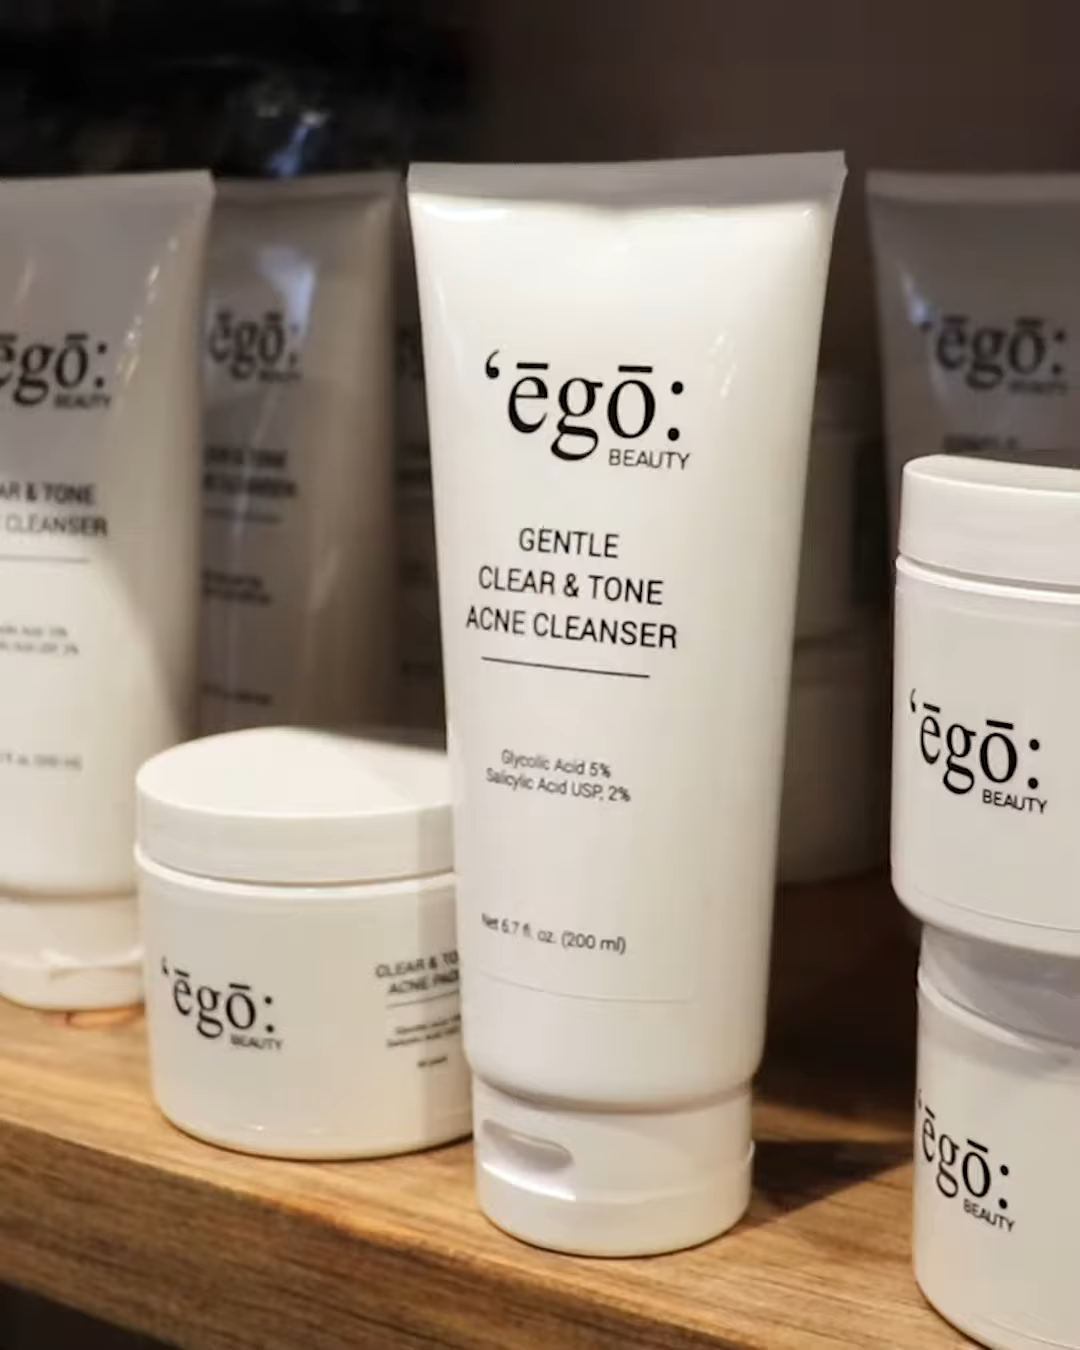 ‘ēgō:
BEAUTY
GENTLE
CLEAR & TONE
ACNE CLEANSER
Glycolic Acid 5%
Salicylic Acid USP, 2%
Net 6.7 fl. oz. (200 ml)
ēgō:
BEAUTY
AR & TONE
CLEANSER
ēgō:
‘ēgō:
BEAUTY
CLEAR & TO
ACNE PAD
‘ēgō:
‘ēgō:
BEAUTY
‘ēgō:
BEAUTY